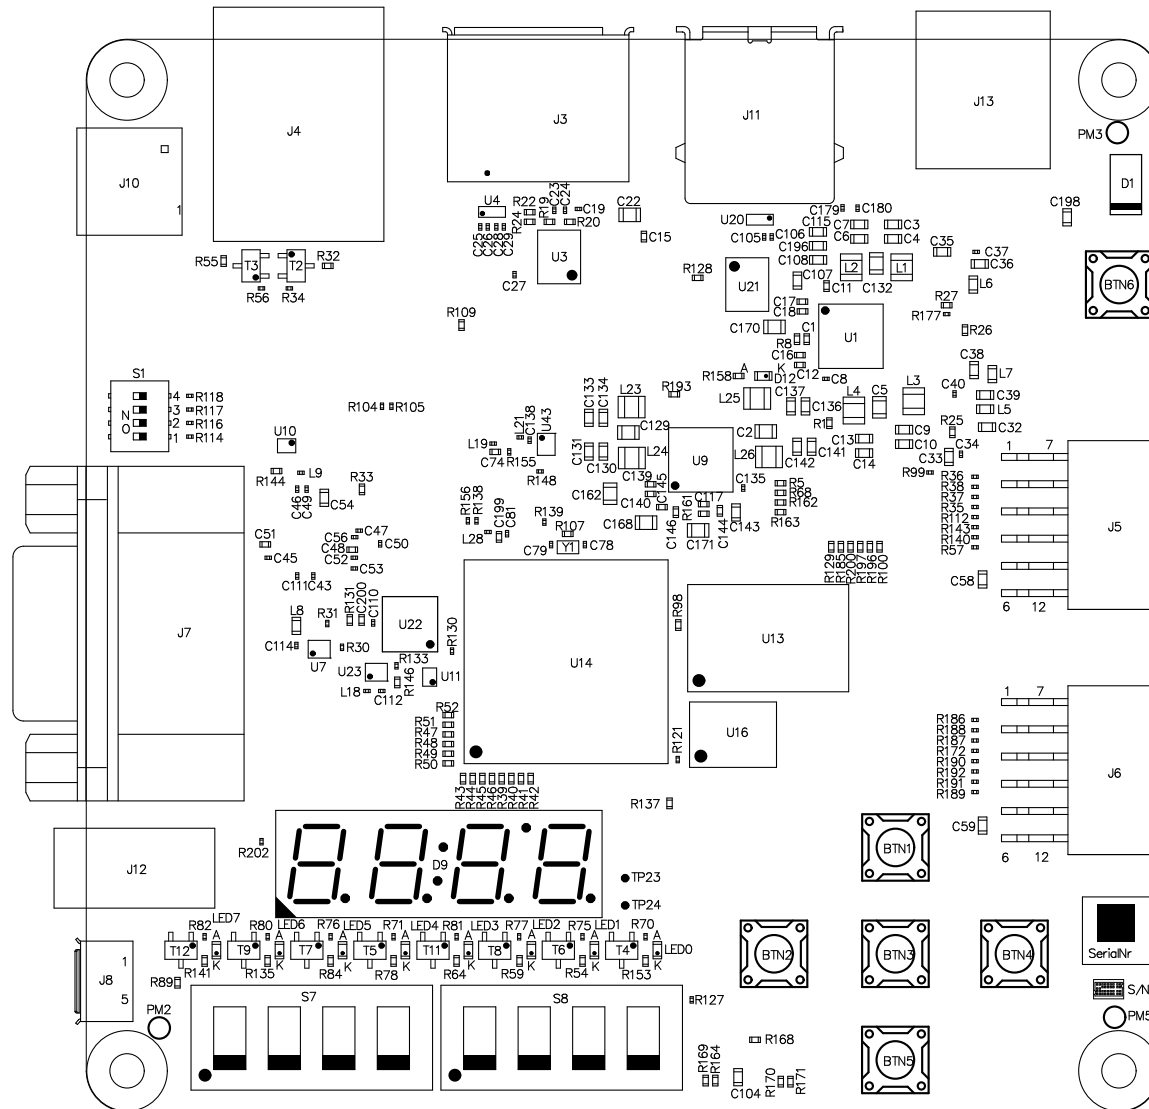 J4
J3
J11
J13
PM3
J10
1
D1
C198
U4
R22
R24
R19
C23
C24
C19
R20
C22
C15
C25
C26
C28
C29
U3
C27
U20
C105
C106
C115
C196
C108
C179
C180
C7
C6
C3
C4
C35
C37
C36
L6
BTN6
R55
T3
T2
R32
R56
R34
R128
U21
C107
C11
L2
C132
L1
R27
R177
R26
R109
C170
C17
C18
R8
C1
U1
C16
C12
C38
L7
C40
C39
L5
C32
S1
4
3
2
1
N
O
R118
R117
R116
R114
R104
R105
R158
A
K
D12
C8
R193
L25
C137
C136
L4
C5
L3
R1
C133
C134
L23
C129
C131
C130
L24
U10
L21
C138
U43
L19
C74
R155
R148
C2
L26
C142
C141
C13
C14
C9
C10
R25
C33
C34
R99
1
7
R144
L9
C46
C49
C54
R33
U9
C139
C140
C145
C162
C168
C146
R161
C117
C171
C144
C143
C135
R5
R68
R162
R163
R36
R38
R37
R35
R112
R143
R140
R57
J5
C58
6
12
R156
R138
L28
C199
C81
R139
R107
C79
Y1
C78
C51
C45
C47
C56
C48
C52
C53
C50
C111
C43
R129
R185
R200
R197
R196
R100
L8
R31
R131
C200
C110
U22
R130
R98
U13
J7
C114
U7
R30
U23
R133
R146
U11
L18
C112
U14
1
7
R52
R51
R47
R48
R49
R50
R121
U16
R186
R188
R187
R172
R190
R192
R191
R189
J6
C59
6
12
R43
R44
R45
R46
R39
R40
R41
R42
R137
J12
R202
D9
TP23
TP24
BTN1
LED7
R82
A
R80
LED6
A
R76
LED5
A
R71
LED4
A
R81
LED3
A
R77
LED2
A
R75
LED1
A
R70
A
T12
T9
T7
T5
T11
T8
T6
T4
LED0
R141
K
R135
K
R84
K
R78
K
R64
K
R59
K
R54
K
R153
K
BTN2
BTN3
BTN4
SerialNr
J8
1
5
R89
PM2
S7
S8
R127
S/N
PM5
R168
R169
R164
C104
R170
R171
BTN5